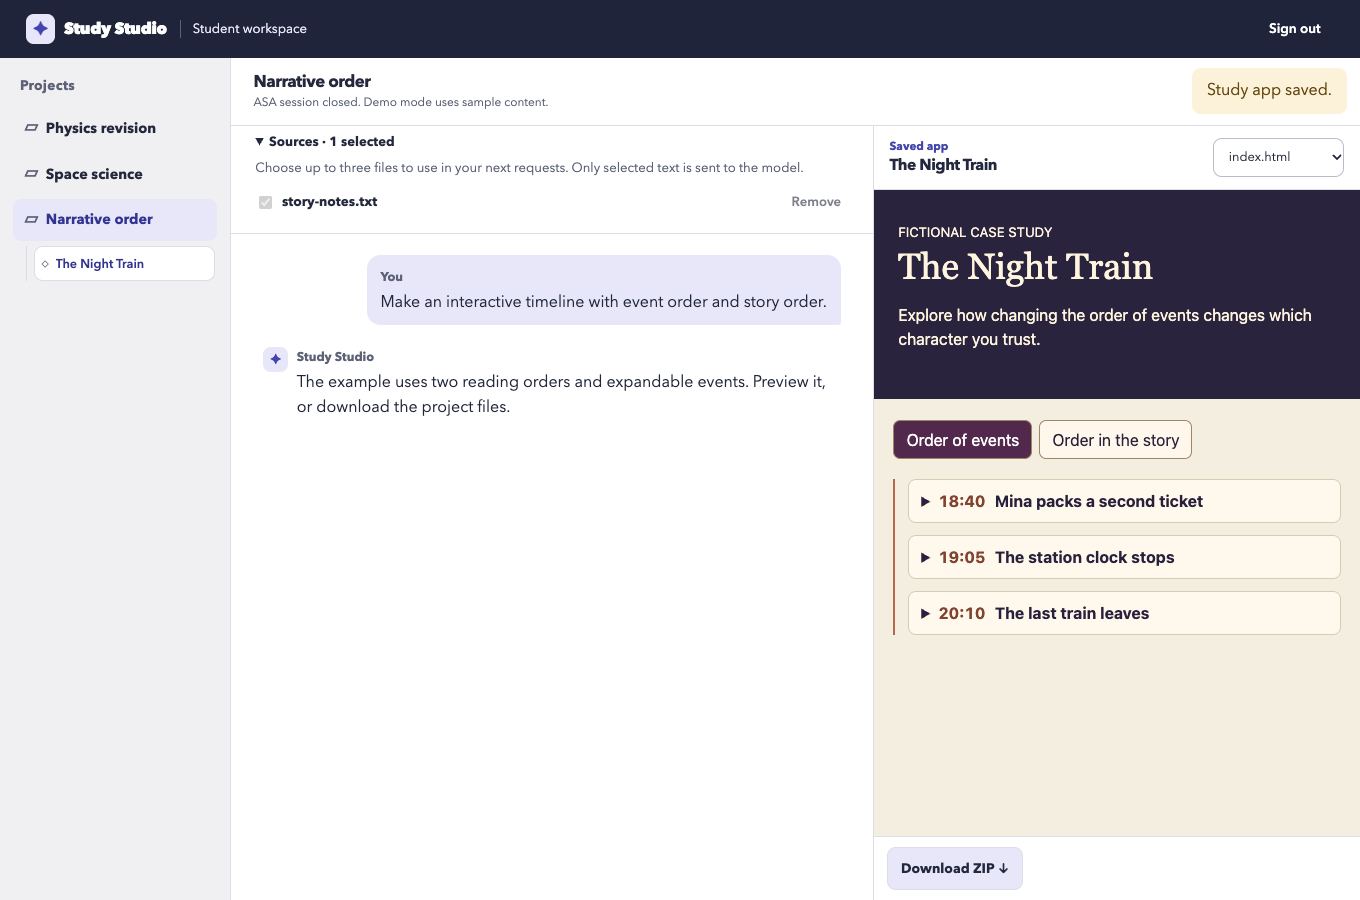 Study Studio
Student workspace
Sign out
Projects
Physics revision
Space science
Narrative order
The Night Train
Narrative order
ASA session closed. Demo mode uses sample content.
Study app saved.
Sources · 1 selected
Choose up to three files to use in your next requests. Only selected text is sent to the model.
story-notes.txt
Remove
You
Make an interactive timeline with event order and story order.
Study Studio
The example uses two reading orders and expandable events. Preview it,
or download the project files.
Saved app
The Night Train
index.html
FICTIONAL CASE STUDY
The Night Train
Explore how changing the order of events changes which
character you trust.
Order of events
Order in the story
18:40 Mina packs a second ticket
19:05 The station clock stops
20:10 The last train leaves
Download ZIP ↓